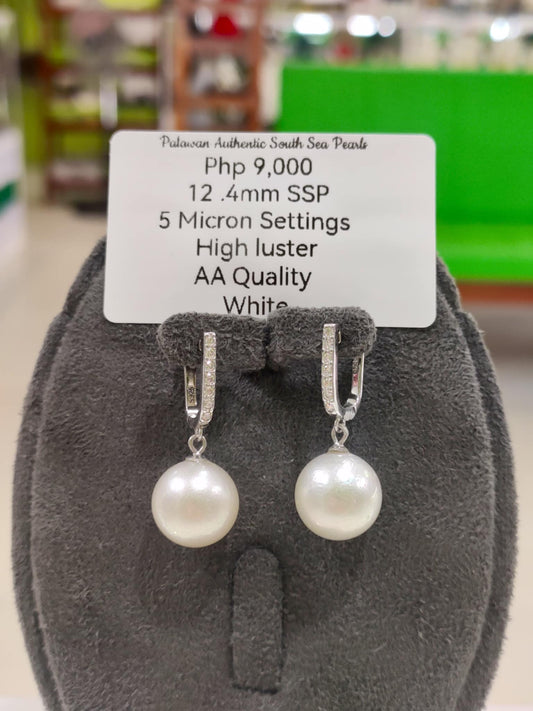 Palawan Authentic South Sea Pearls
Php 9,000
12 .4mm SSP
5 Micron Settings
High luster
AA Quality
White